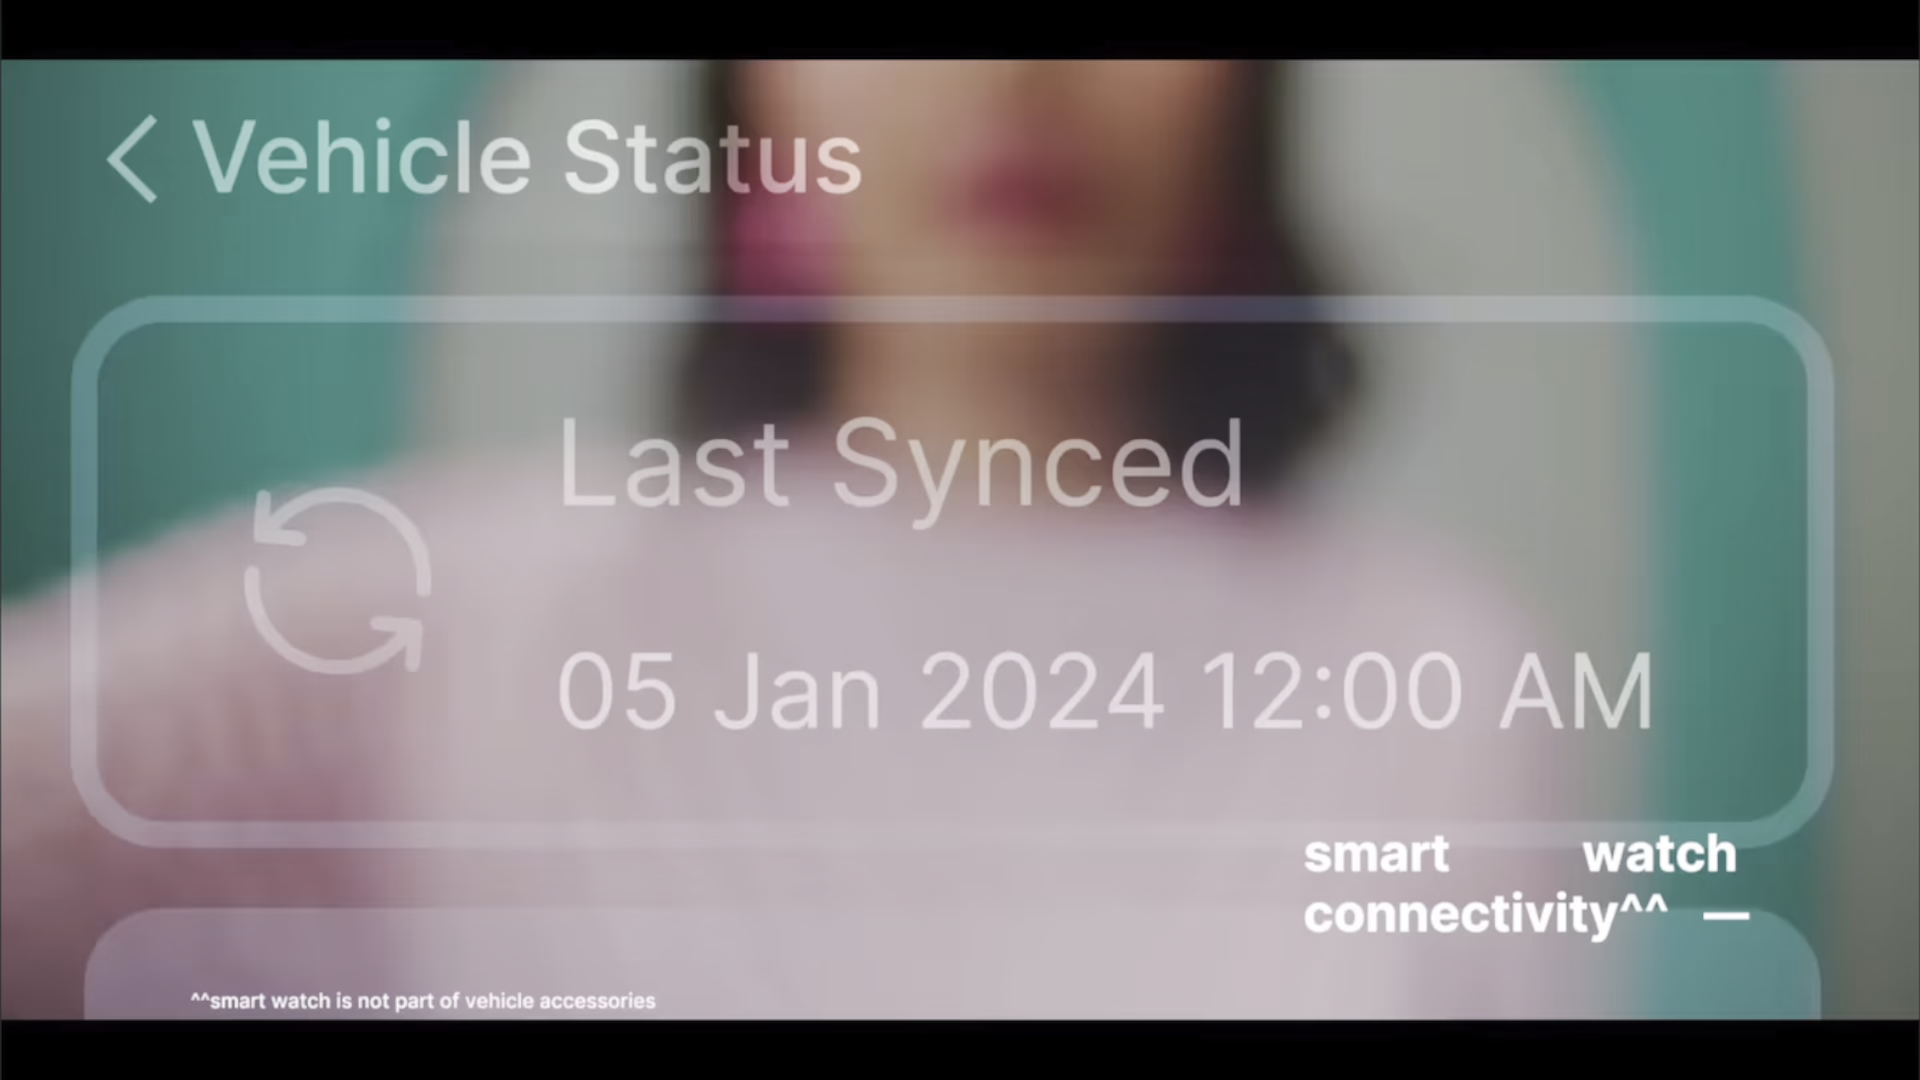 Vehicle Status
Last Synced
05 Jan 2024 12:00 AM
smart watch
connectivity^^ —
^^smart watch is not part of vehicle accessories